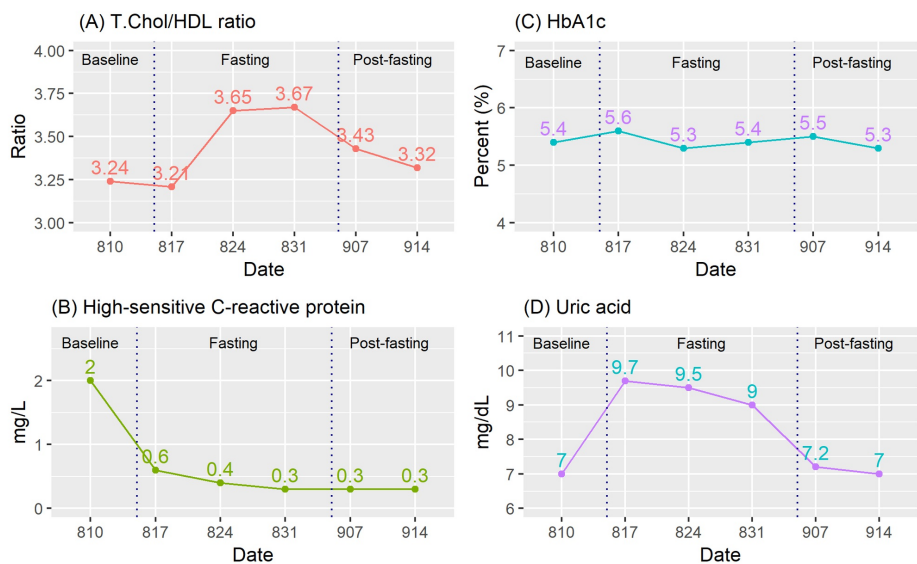 (A) T.Chol/HDL ratio
Baseline Fasting Post-fasting
4.00
3.75
3.50
3.25
3.00
Ratio
3.24 3.21 3.65 3.67 3.43 3.32
810 817 824 831 907 914
Date
(C) HbA1c
Baseline Fasting Post-fasting
7
6
5
4
Percent (%)
5.4 5.6 5.3 5.4 5.5 5.3
810 817 824 831 907 914
Date
(B) High-sensitive C-reactive protein
Baseline Fasting Post-fasting
2
1
0
mg/L
2 0.6 0.4 0.3 0.3 0.3
810 817 824 831 907 914
Date
(D) Uric acid
Baseline Fasting Post-fasting
11
10
9
8
7
6
mg/dL
7 9.7 9.5 9 7.2 7
810 817 824 831 907 914
Date